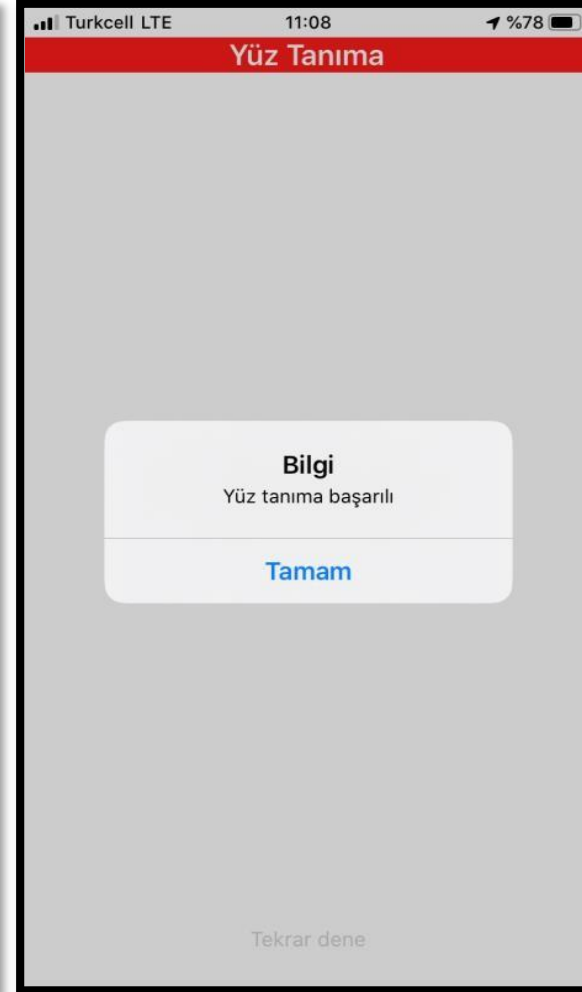 Turkcell LTE 11:08 %78
Yüz Tanıma
Bilgi
Yüz tanıma başarılı
Tamam
Tekrar dene